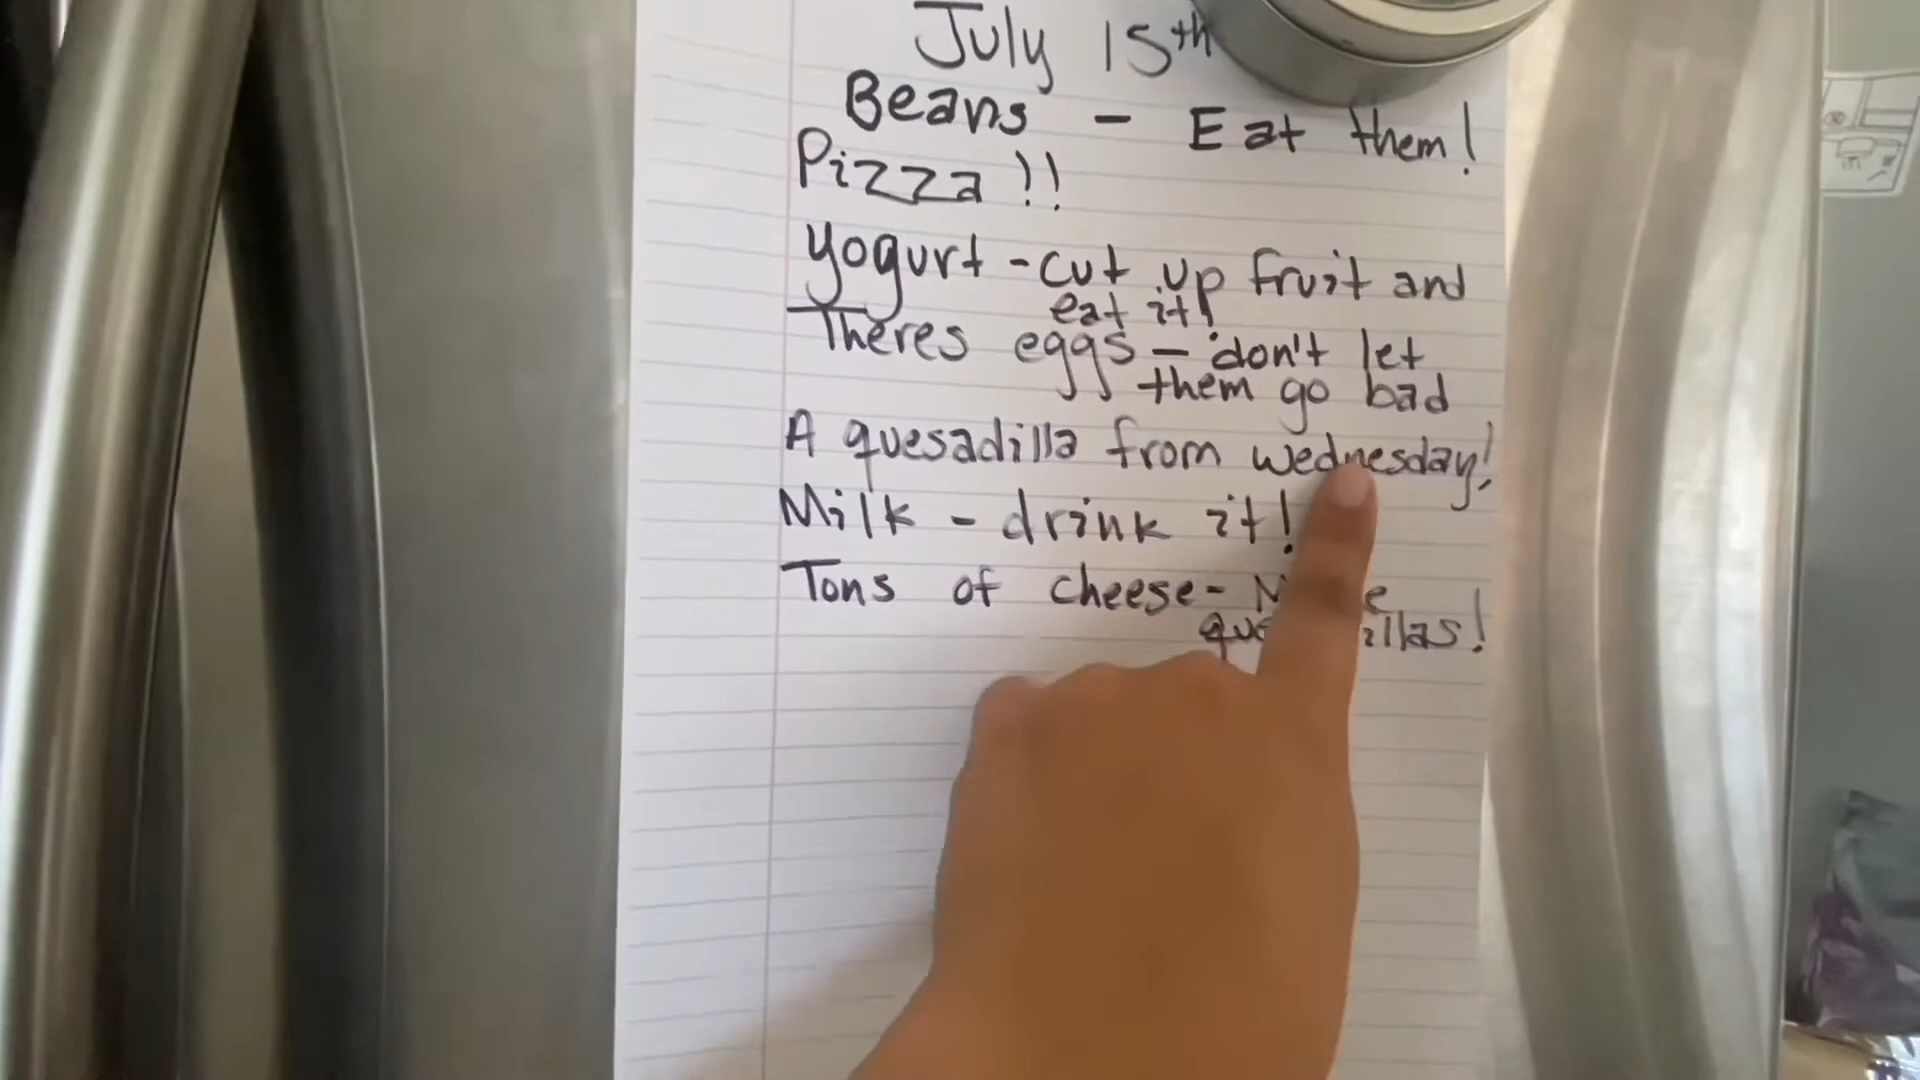 July 15th
Beans - Eat them!
Pizza!!
Yogurt - cut up fruit and
eat it!
Theres eggs - don't let
them go bad
A quesadilla from wednesday!
Milk - drink it!
Tons of cheese -